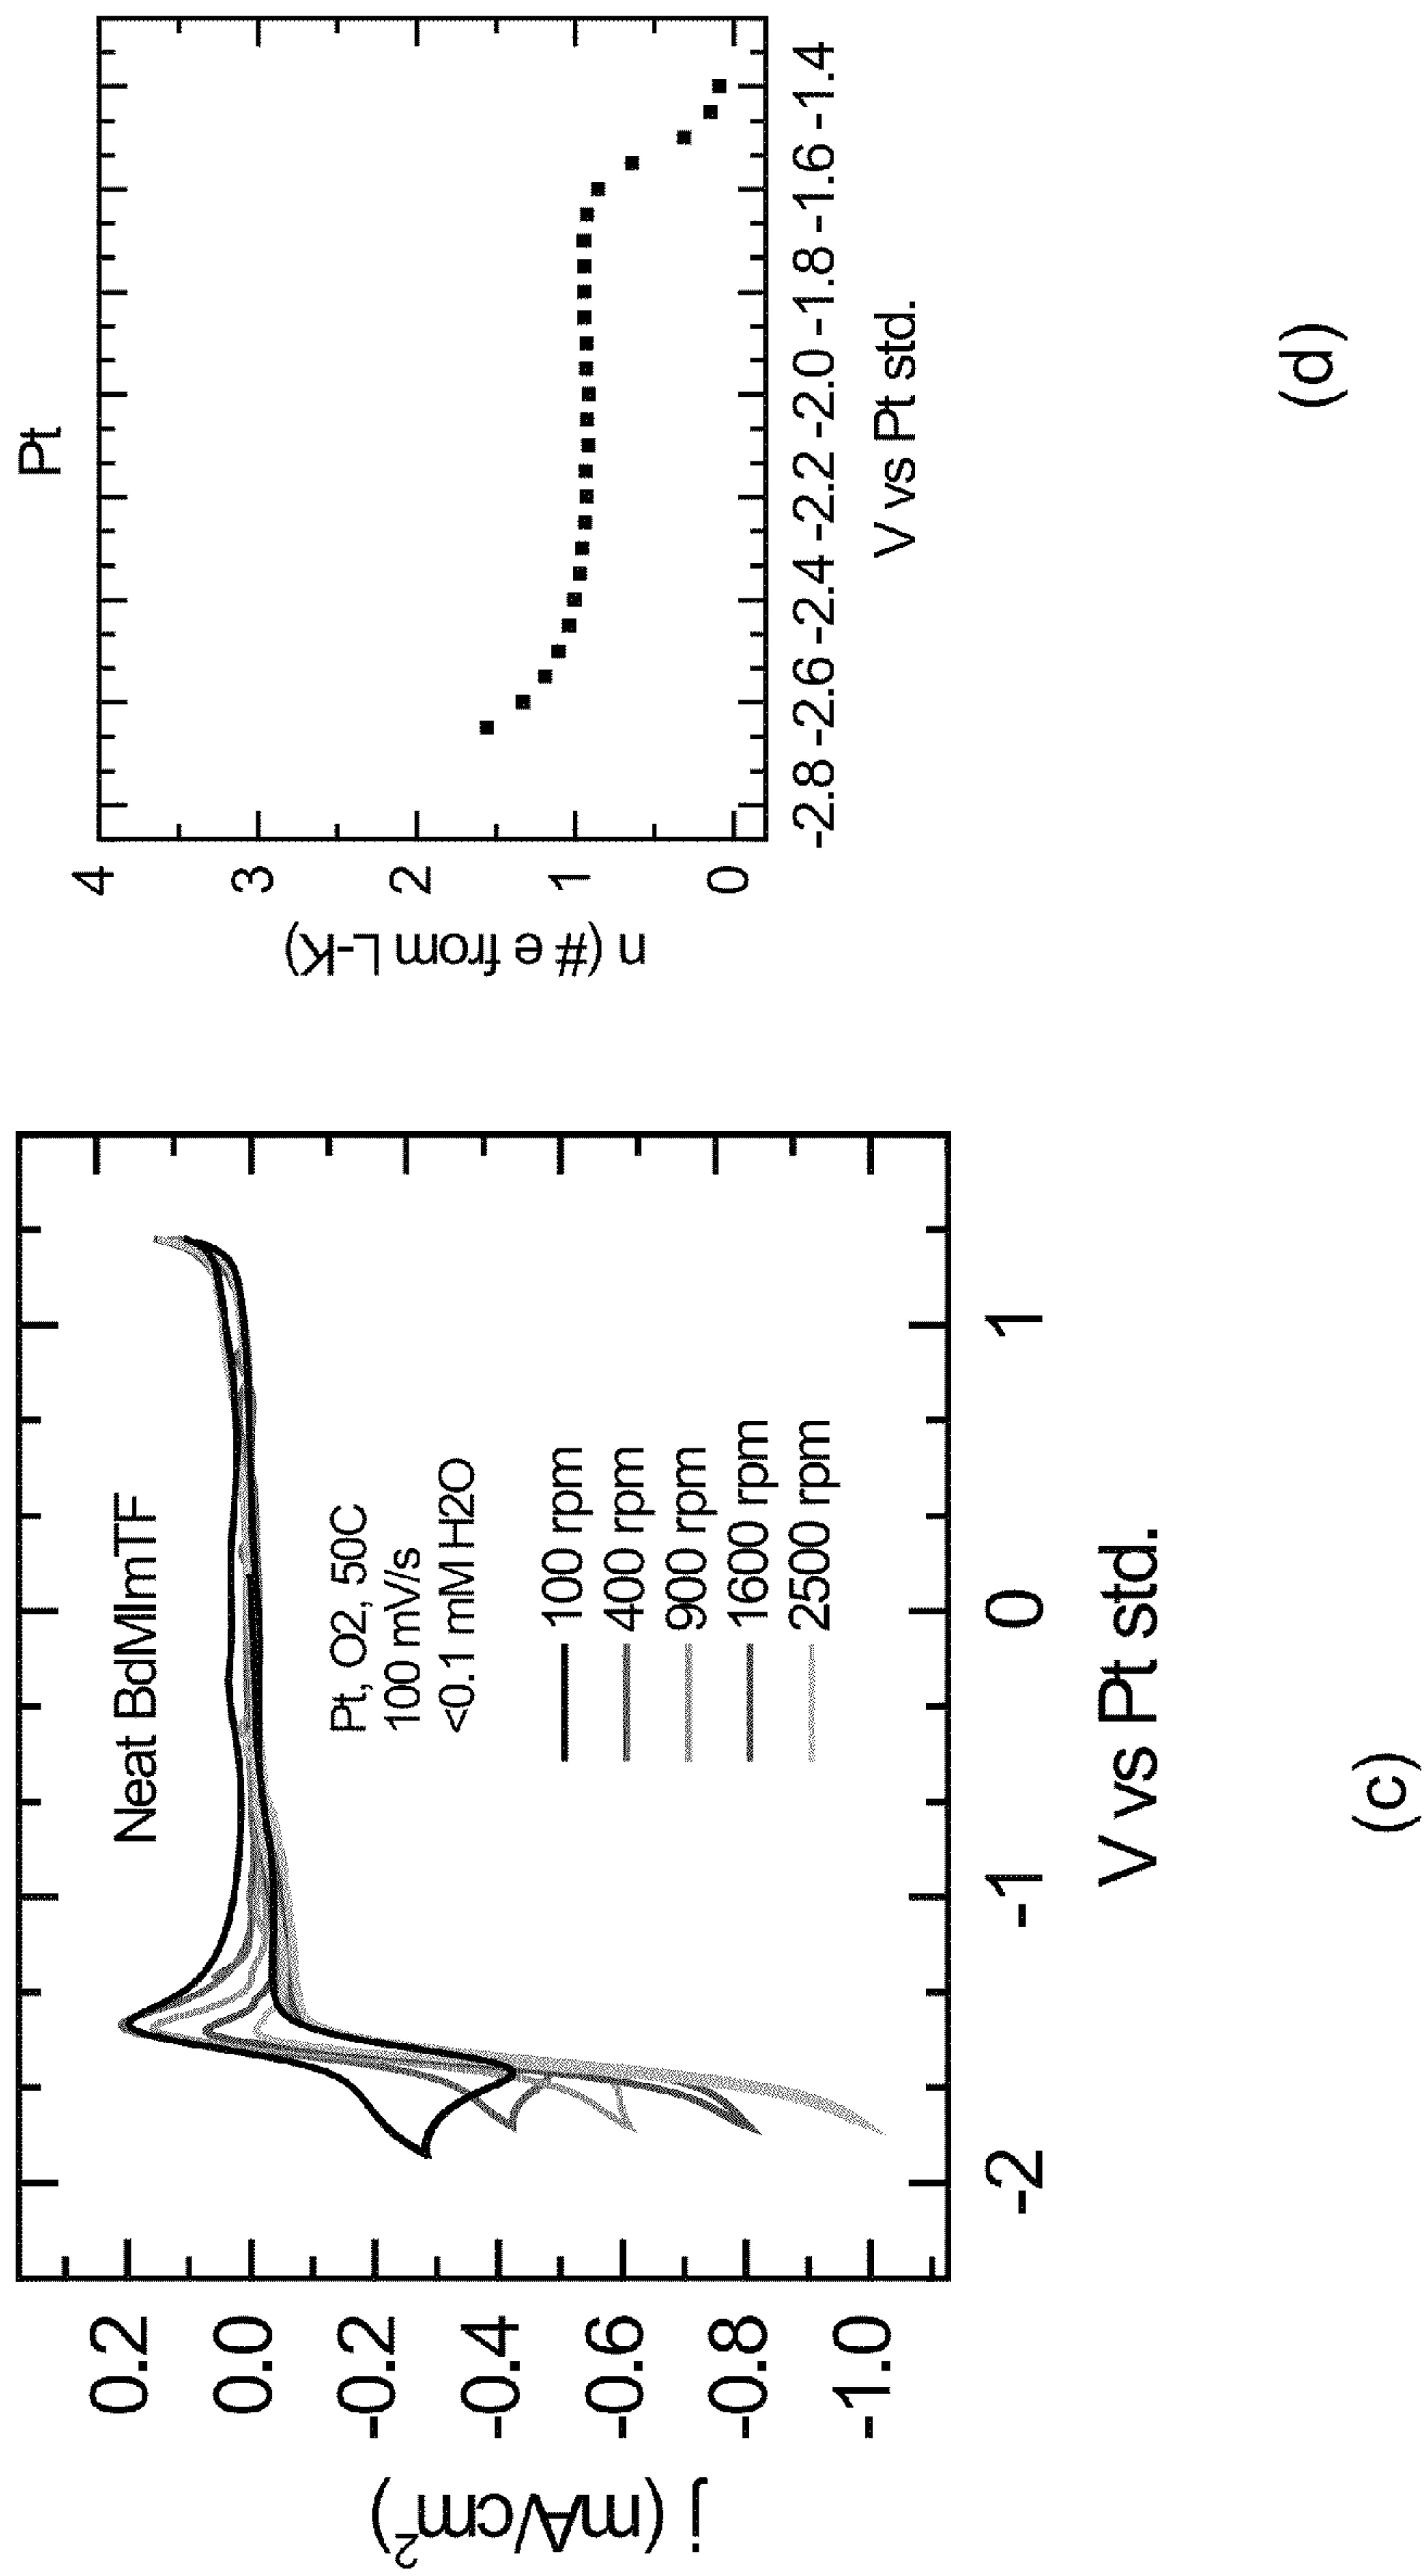 0.2
0.0
-0.2
-0.4
-0.6
-0.8
-1.0
j (mA/cm2)
Neat BdMImTF
Pt, O2, 50C
100 mV/s
<0.1 mM H2O
100 rpm
400 rpm
900 rpm
1600 rpm
2500 rpm
-2 -1 0 1
V vs Pt std.
(c)
Pt
4
3
2
1
0
n (# e from L-K)
-2.8 -2.6 -2.4 -2.2 -2.0 -1.8 -1.6 -1.4
V vs Pt std.
(d)